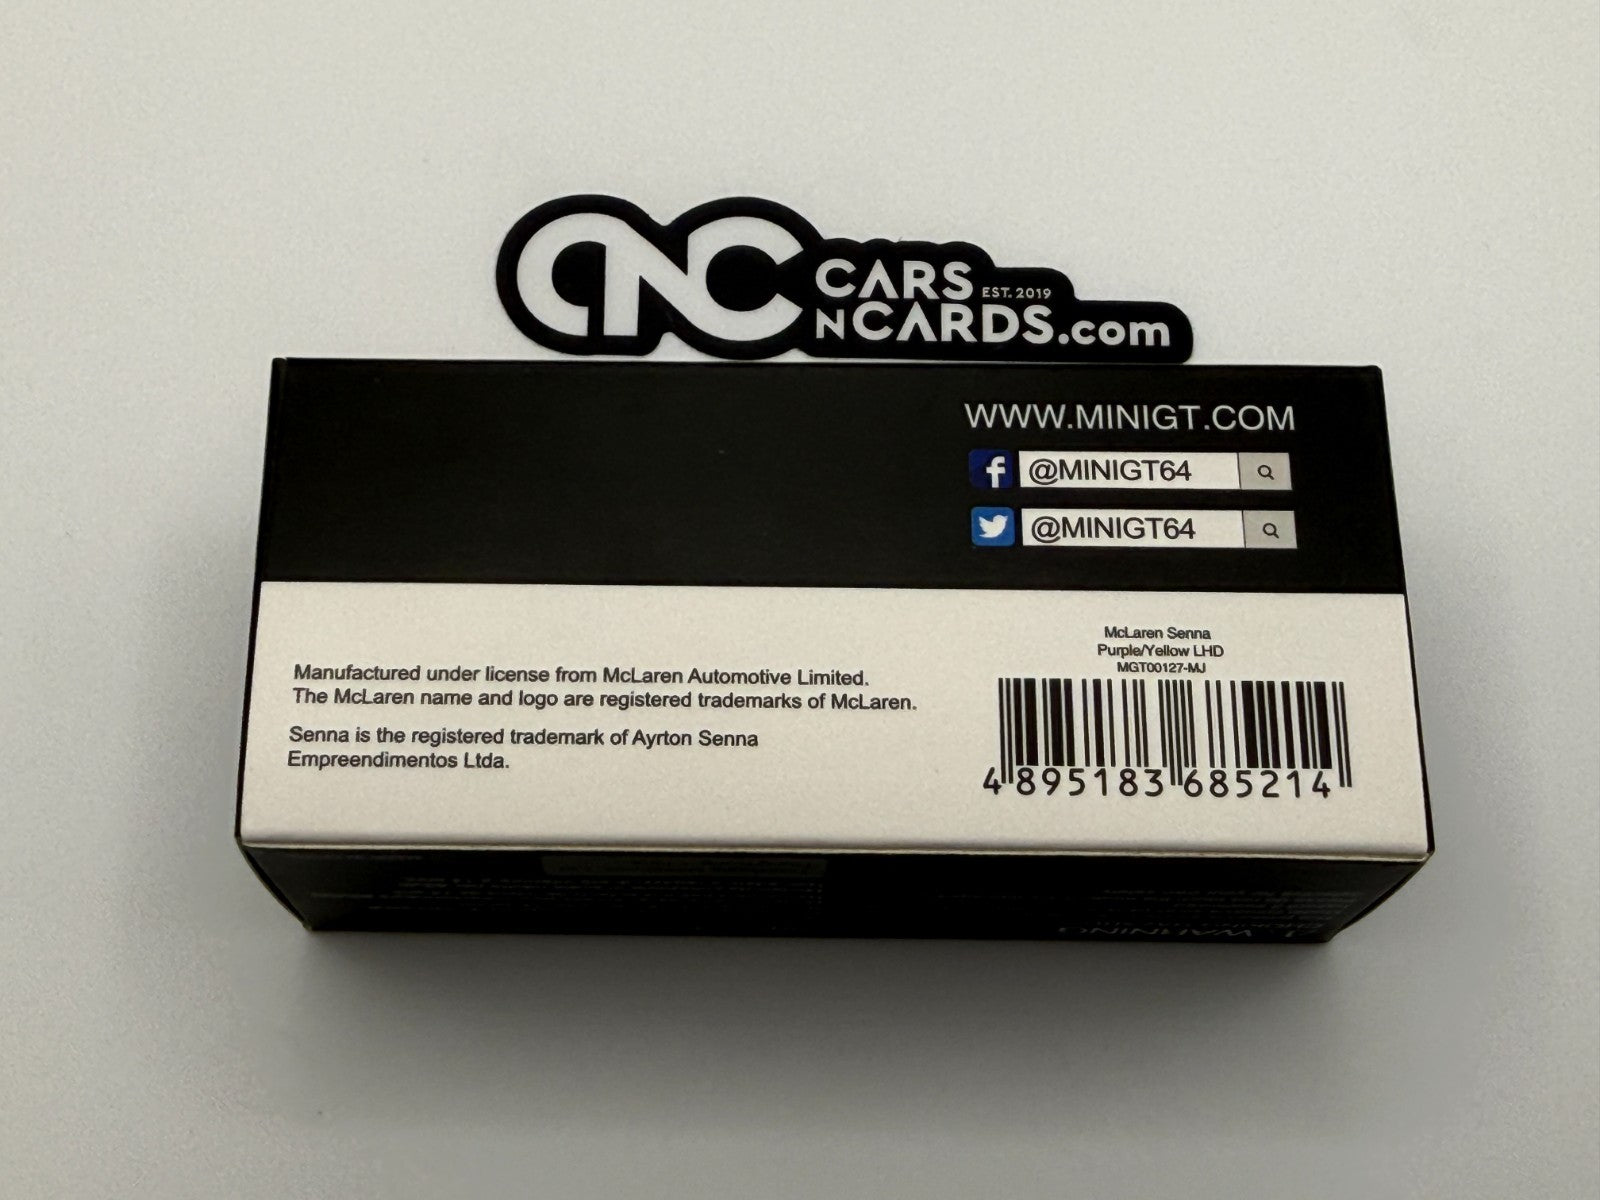 CNC CARS EST. 2019
NCARDS.com
WWW.MINIGT.COM
f @MINIGT64
@MINIGT64
McLaren Senna
Purple/Yellow LHD
MGT00127-MJ
4 895183 685214
Manufactured under license from McLaren Automotive Limited.
The McLaren name and logo are registered trademarks of McLaren.
Senna is the registered trademark of Ayrton Senna
Empreendimentos Ltda.
WARNING